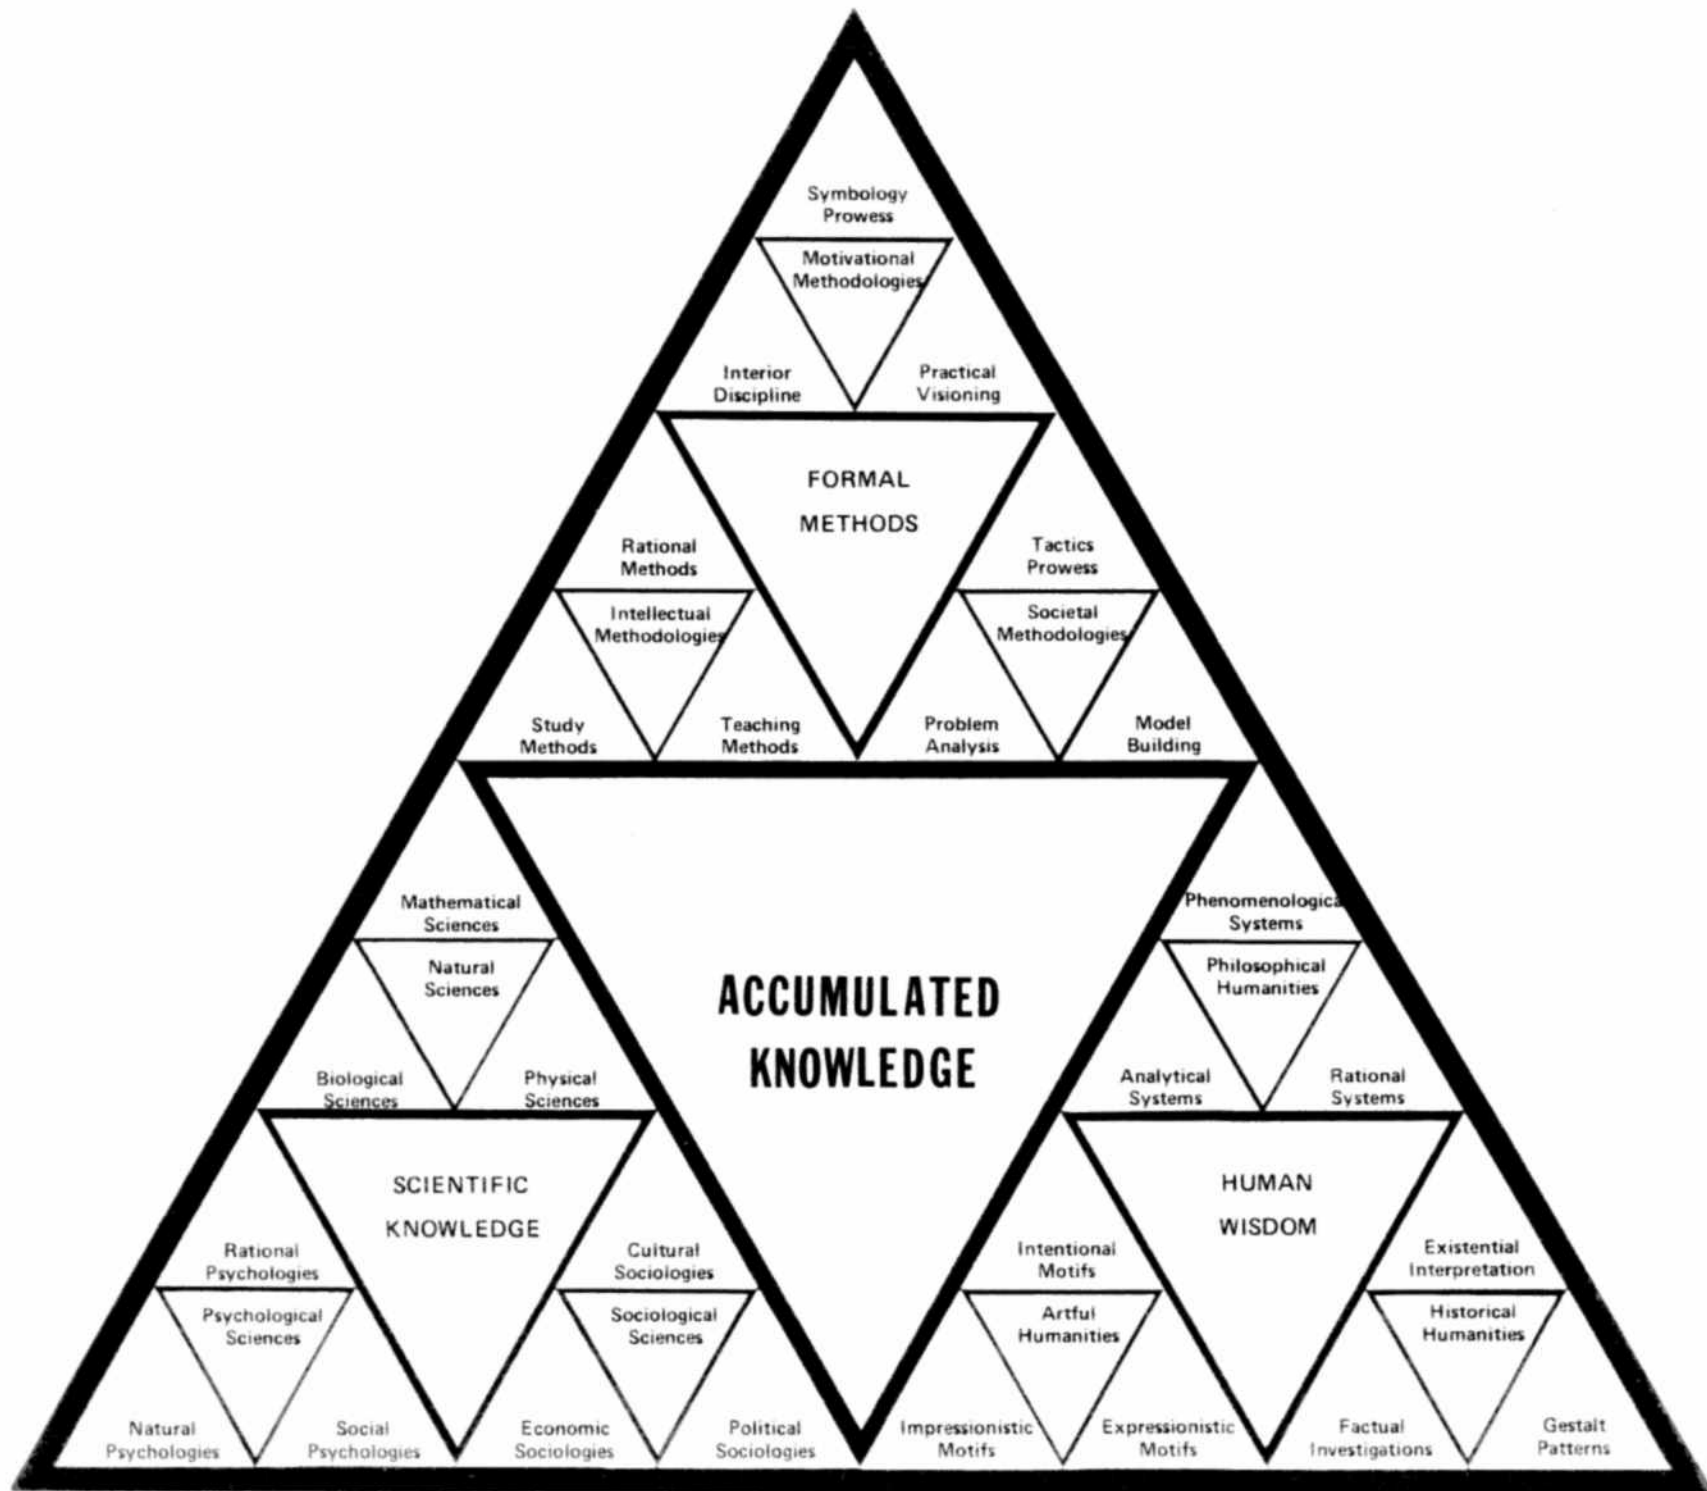 Symbology
Prowess
Motivational
Methodologies
Interior
Discipline
Practical
Visioning
FORMAL
METHODS
Rational
Methods
Tactics
Prowess
Intellectual
Methodologies
Societal
Methodologies
Study
Methods
Teaching
Methods
Problem
Analysis
Model
Building
Mathematical
Sciences
Phenomenologica
Systems
Natural
Sciences
Philosophical
Humanities
ACCUMULATED
KNOWLEDGE
Biological
Sciences
Physical
Sciences
Analytical
Systems
Rational
Systems
SCIENTIFIC
KNOWLEDGE
HUMAN
WISDOM
Rational
Psychologies
Cultural
Sociologies
Intentional
Motifs
Existential
Interpretation
Psychological
Sciences
Sociological
Sciences
Artful
Humanities
Historical
Humanities
Natural
Psychologies
Social
Psychologies
Economic
Sociologies
Political
Sociologies
Impressionistic
Motifs
Expressionistic
Motifs
Factual
Investigations
Gestalt
Patterns